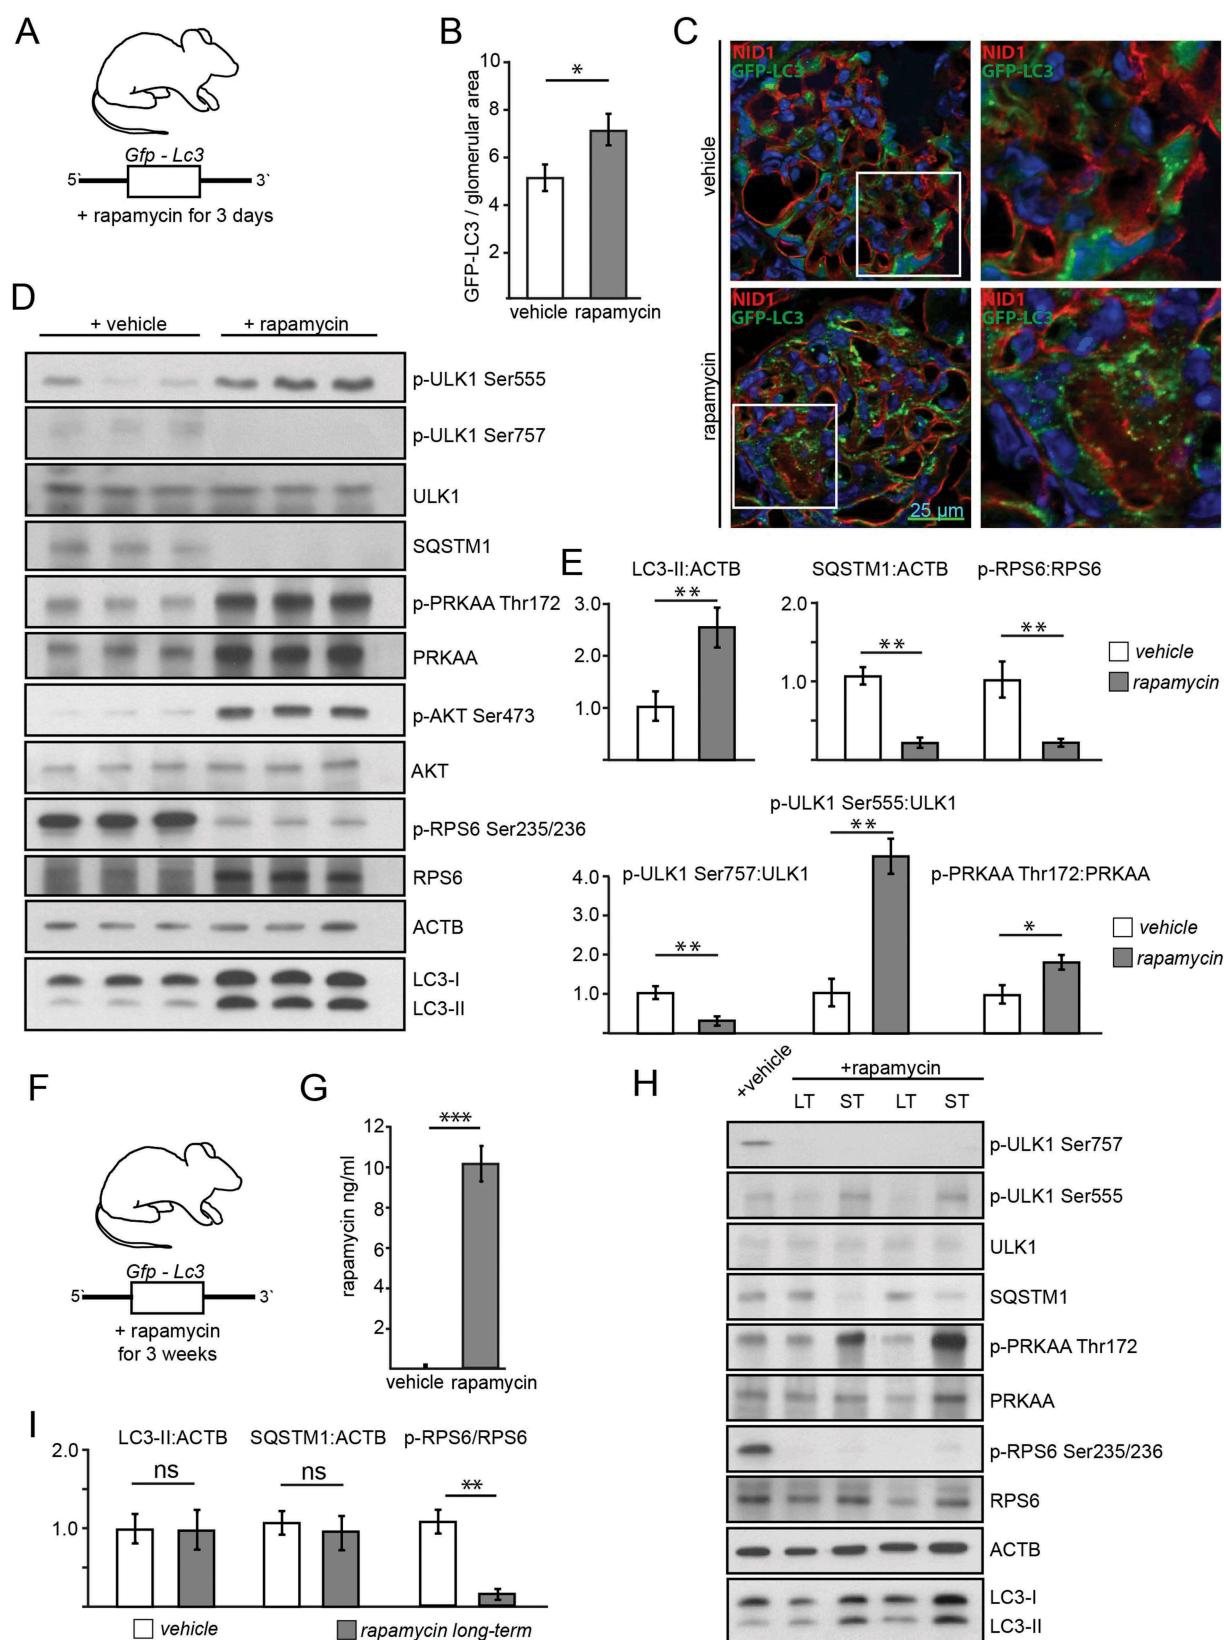 A
Gfp - Lc3
5` 3`
+ rapamycin for 3 days
B
GFP-LC3 / glomerular area
10
8
6
4
2
*
vehicle rapamycin
C
vehicle
rapamycin
NID1
GFP-LC3
NID1
GFP-LC3
NID1
GFP-LC3
25 µm
NID1
GFP-LC3
D
+ vehicle + rapamycin
p-ULK1 Ser555
p-ULK1 Ser757
ULK1
SQSTM1
p-PRKAA Thr172
PRKAA
p-AKT Ser473
AKT
p-RPS6 Ser235/236
RPS6
ACTB
LC3-I
LC3-II
E
LC3-II:ACTB
3.0
2.0
1.0
**
SQSTM1:ACTB p-RPS6:RPS6
2.0
1.0
** **
vehicle
rapamycin
p-ULK1 Ser555:ULK1
p-ULK1 Ser757:ULK1
p-PRKAA Thr172:PRKAA
4.0
3.0
2.0
1.0
** ** *
vehicle
rapamycin
F
Gfp - Lc3
5` 3`
+ rapamycin
for 3 weeks
G
rapamycin ng/ml
12
10
8
6
4
2
***
vehicle rapamycin
H
+vehicle
+rapamycin
LT ST LT ST
p-ULK1 Ser757
p-ULK1 Ser555
ULK1
SQSTM1
p-PRKAA Thr172
PRKAA
p-RPS6 Ser235/236
RPS6
ACTB
LC3-I
LC3-II
I
LC3-II:ACTB SQSTM1:ACTB p-RPS6/RPS6
2.0
1.0
ns ns **
vehicle rapamycin long-term